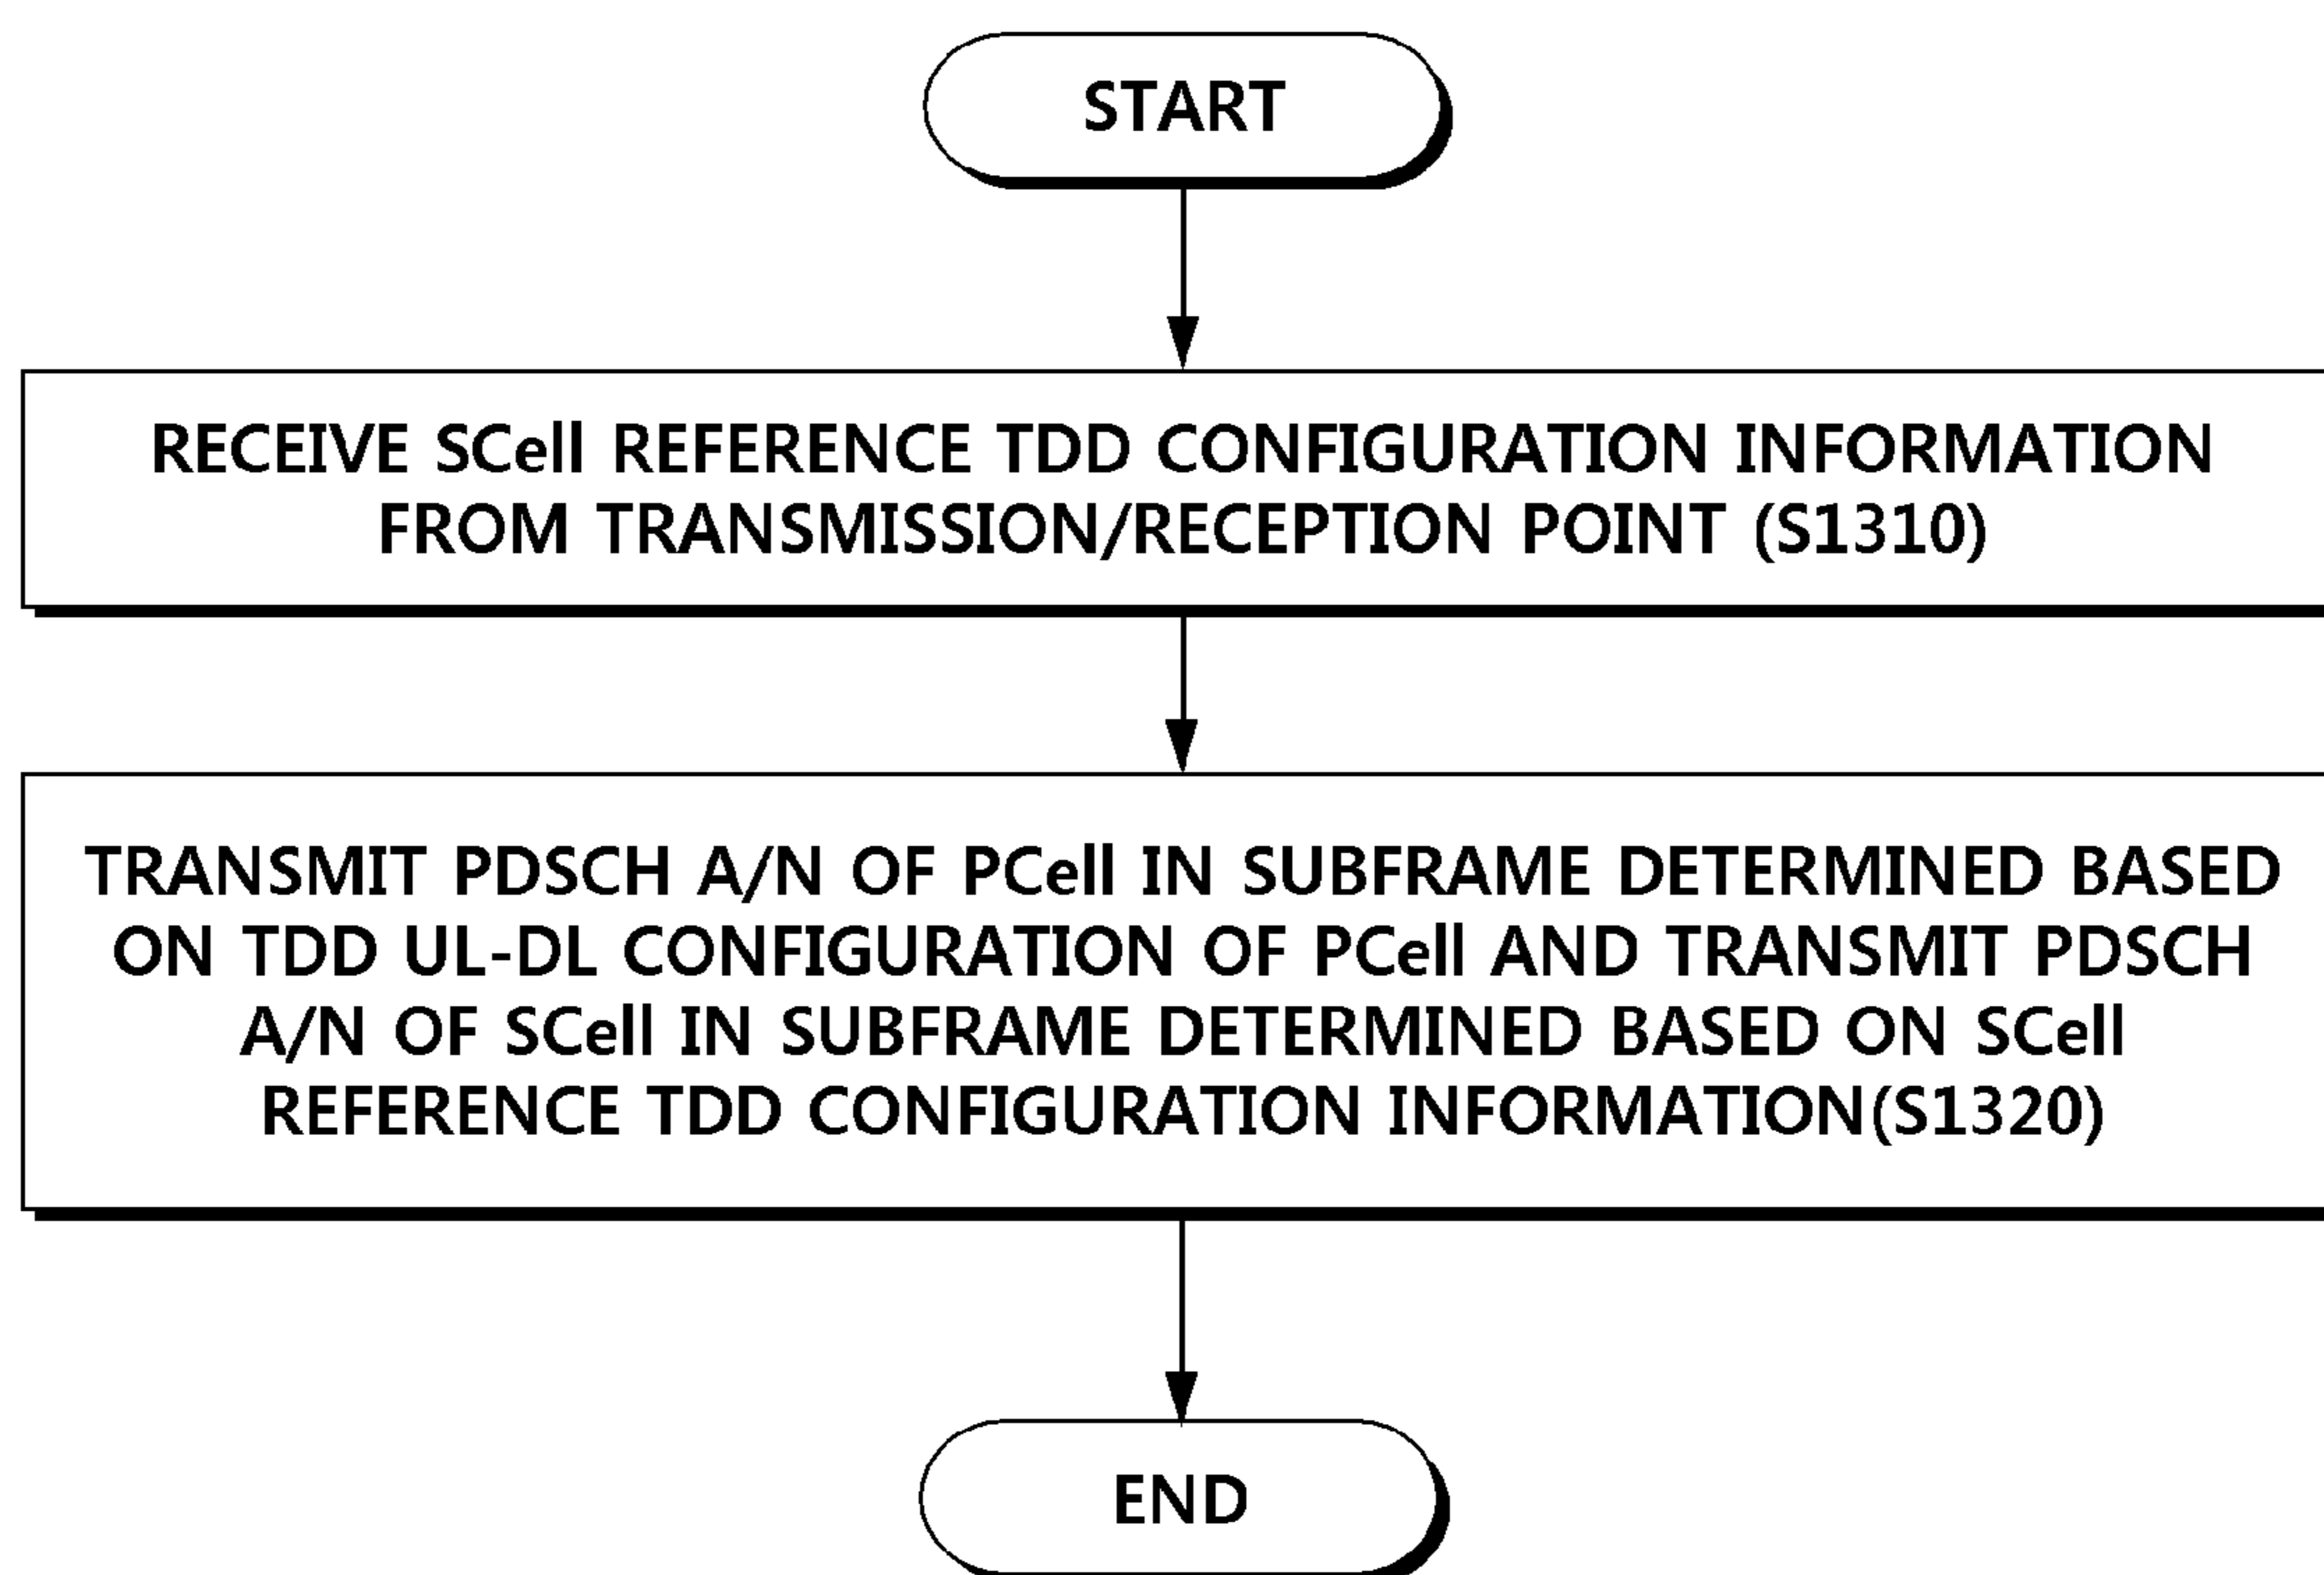 START
RECEIVE SCell REFERENCE TDD CONFIGURATION INFORMATION
FROM TRANSMISSION/RECEPTION POINT (S1310)
TRANSMIT PDSCH A/N OF PCell IN SUBFRAME DETERMINED BASED
ON TDD UL-DL CONFIGURATION OF PCell AND TRANSMIT PDSCH
A/N OF SCell IN SUBFRAME DETERMINED BASED ON SCell
REFERENCE TDD CONFIGURATION INFORMATION(S1320)
END